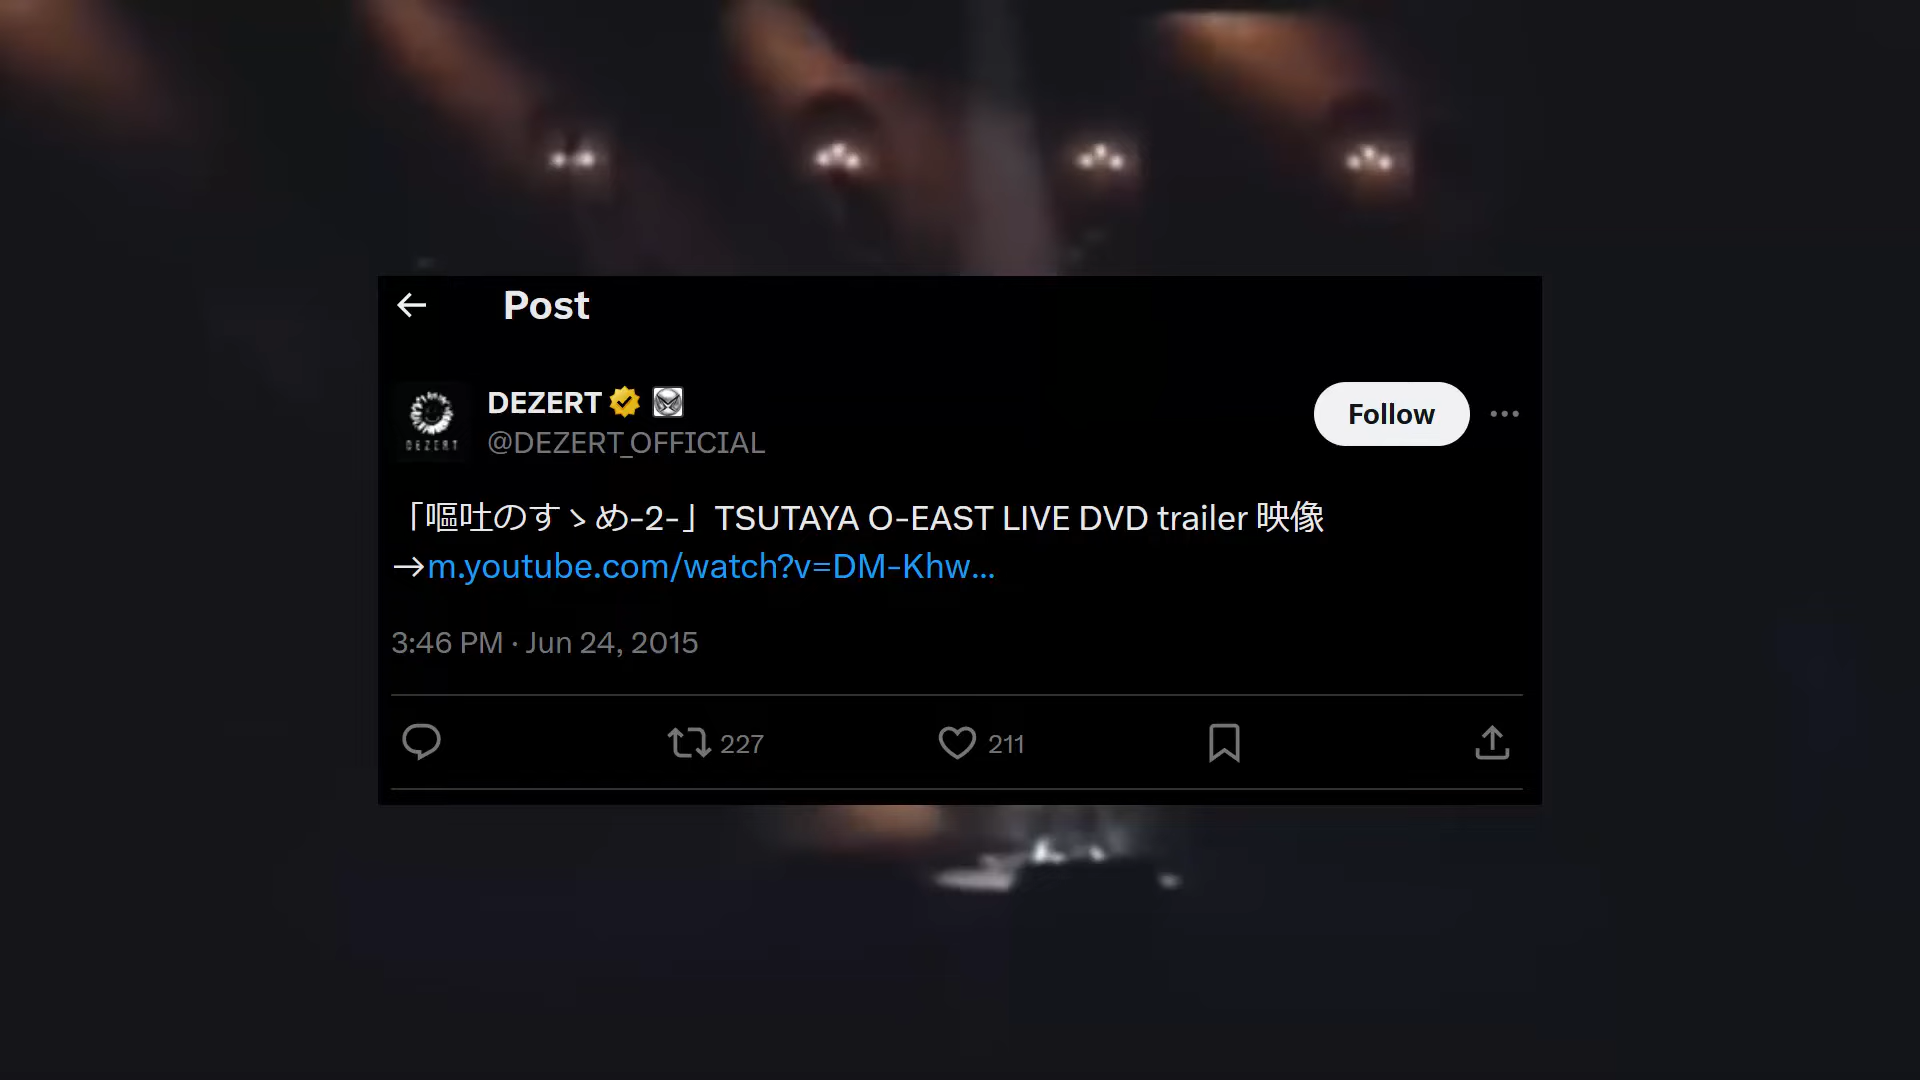 Post
DEZERT
@DEZERT_OFFICIAL
Follow
DEZERT
「嘔吐のすゝめ-2-」TSUTAYA O-EAST LIVE DVD trailer 映像
→m.youtube.com/watch?v=DM-Khw...
3:46 PM · Jun 24, 2015
227
211